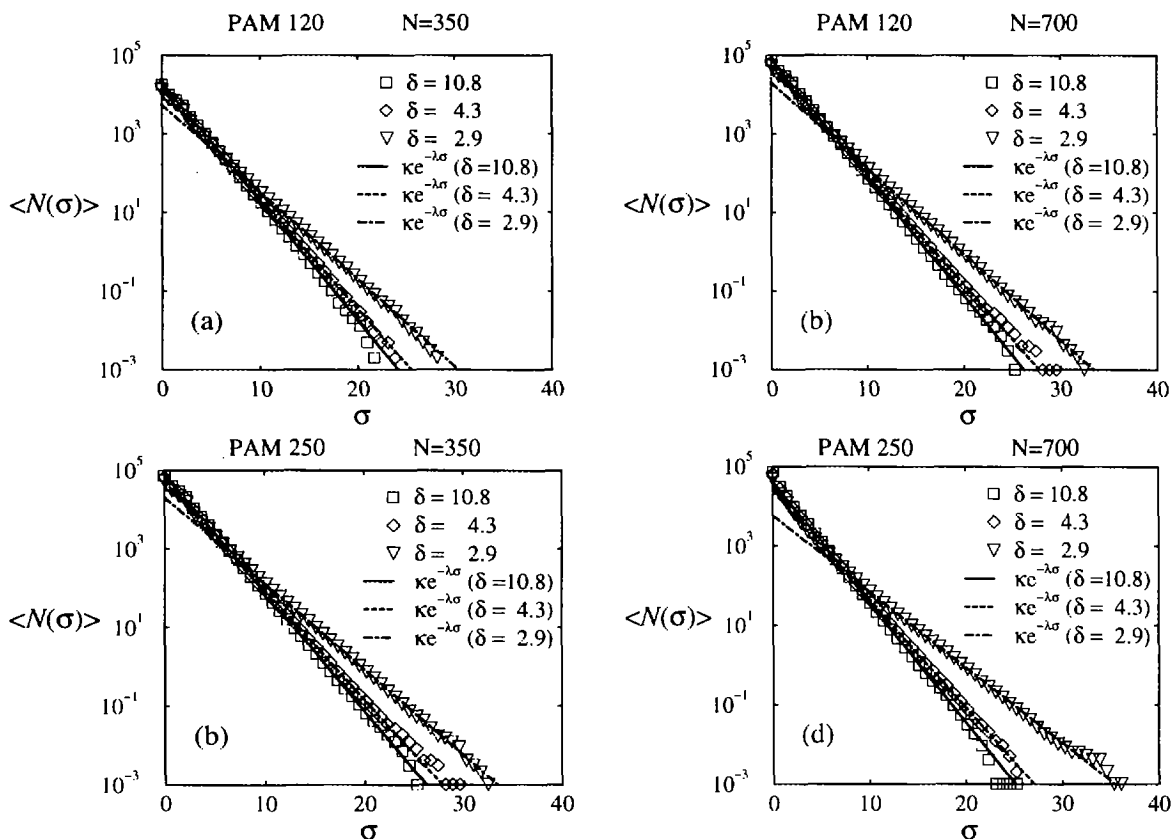 PAM 120 N=350
10^5
10^3
<N(σ)> 10^1
10^-1
10^-3
□ δ = 10.8
◇ δ = 4.3
▽ δ = 2.9
κe^-λσ (δ =10.8)
κe^-λσ (δ = 4.3)
κe^-λσ (δ = 2.9)
(a)
0 10 20 30 40
σ
PAM 120 N=700
10^5
10^3
<N(σ)> 10^1
10^-1
10^-3
□ δ = 10.8
◇ δ = 4.3
▽ δ = 2.9
κe^-λσ (δ =10.8)
κe^-λσ (δ = 4.3)
κe^-λσ (δ = 2.9)
(b)
0 10 20 30 40
σ
PAM 250 N=350
10^5
10^3
<N(σ)> 10^1
10^-1
10^-3
□ δ = 10.8
◇ δ = 4.3
▽ δ = 2.9
κe^-λσ (δ =10.8)
κe^-λσ (δ = 4.3)
κe^-λσ (δ = 2.9)
(b)
0 10 20 30 40
σ
PAM 250 N=700
10^5
10^3
<N(σ)> 10^1
10^-1
10^-3
□ δ = 10.8
◇ δ = 4.3
▽ δ = 2.9
κe^-λσ (δ =10.8)
κe^-λσ (δ = 4.3)
κe^-λσ (δ = 2.9)
(d)
0 10 20 30 40
σ